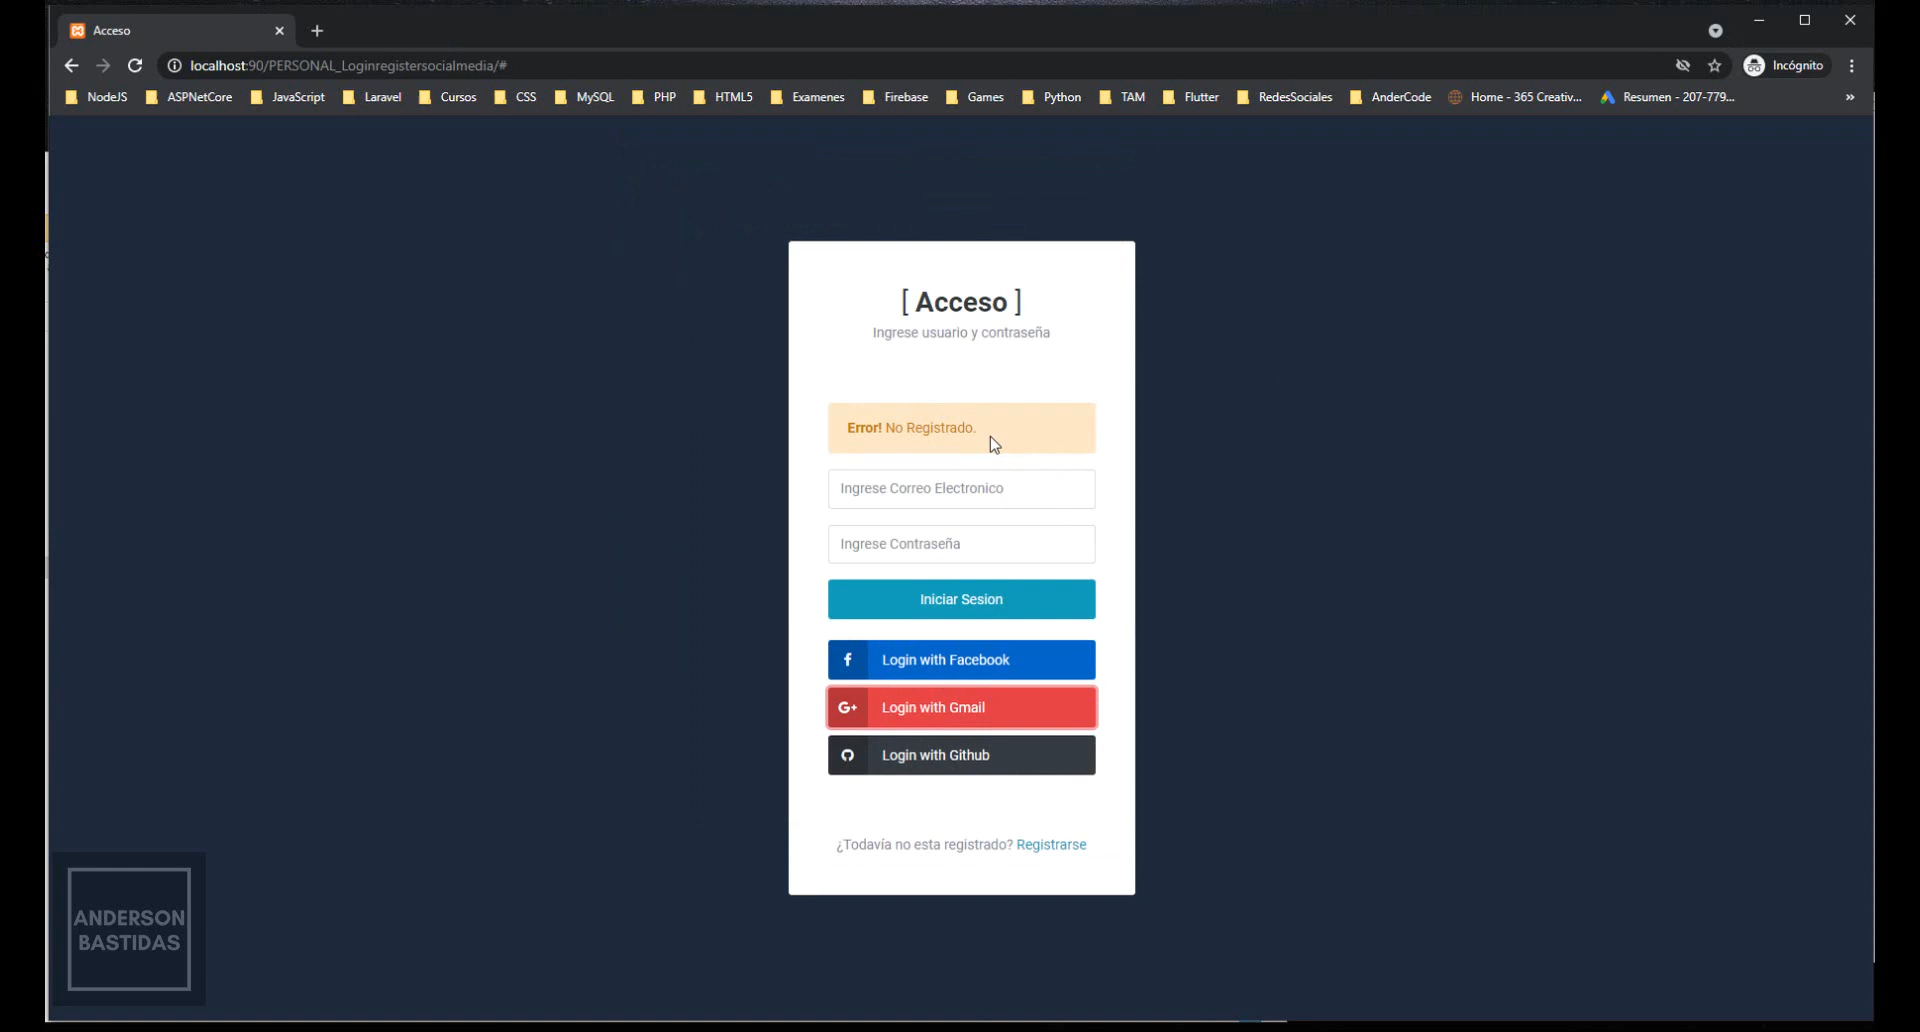 Acceso
localhost:90/PERSONAL_Loginregistersocialmedia/#
Incógnito
NodeJS ASPNetCore JavaScript Laravel Cursos CSS MySQL PHP HTML5 Examenes Firebase Games Python TAM Flutter RedesSociales AnderCode Home - 365 Creativ... Resumen - 207-779... »
[ Acceso ]
Ingrese usuario y contraseña
Error! No Registrado.
Ingrese Correo Electronico
Ingrese Contraseña
Iniciar Sesion
f Login with Facebook
G+ Login with Gmail
Login with Github
¿Todavía no esta registrado? Registrarse
ANDERSON
BASTIDAS